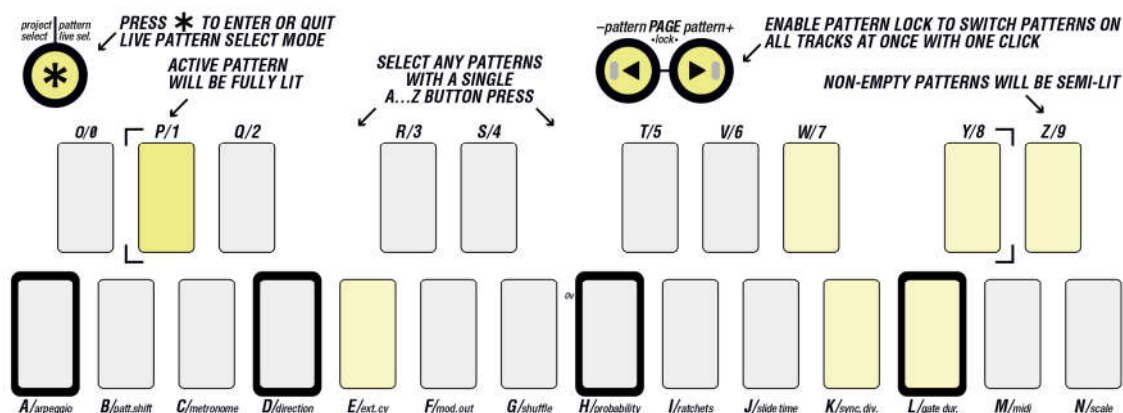 project | pattern
select | live sel.
PRESS * TO ENTER OR QUIT
LIVE PATTERN SELECT MODE
ACTIVE PATTERN
WILL BE FULLY LIT
SELECT ANY PATTERNS
WITH A SINGLE
A...Z BUTTON PRESS
–pattern PAGE pattern+
•lock•
ENABLE PATTERN LOCK TO SWITCH PATTERNS ON
ALL TRACKS AT ONCE WITH ONE CLICK
NON-EMPTY PATTERNS WILL BE SEMI-LIT
*
O/0 P/1 Q/2 R/3 S/4 T/5 V/6 W/7 Y/8 Z/9
0v
A/arpeggio B/patt.shift C/metronome D/direction E/ext.cv F/mod.out G/shuffle H/probability I/ratchets J/slide time K/sync.div. L/gate dur. M/midi N/scale